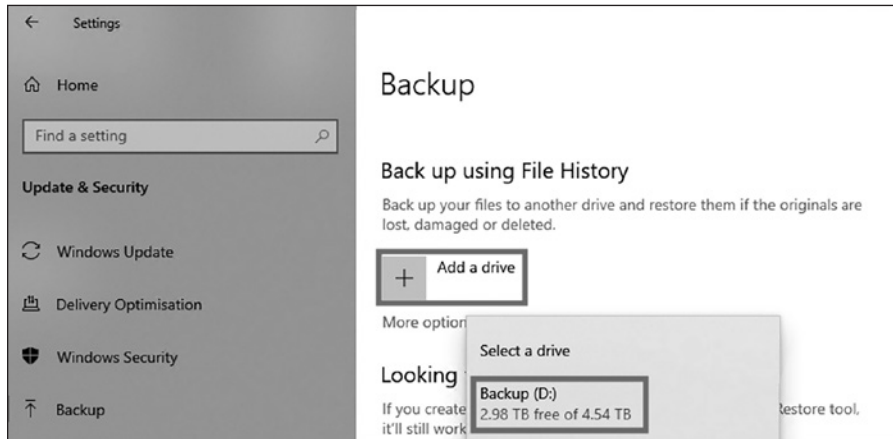 Settings
Home
Find a setting
Update & Security
Windows Update
Delivery Optimisation
Windows Security
Backup
Backup
Back up using File History
Back up your files to another drive and restore them if the originals are
lost, damaged or deleted.
Add a drive
More option
Select a drive
Backup (D:)
2.98 TB free of 4.54 TB
Looking
If you create
Restore tool,
it'll still work